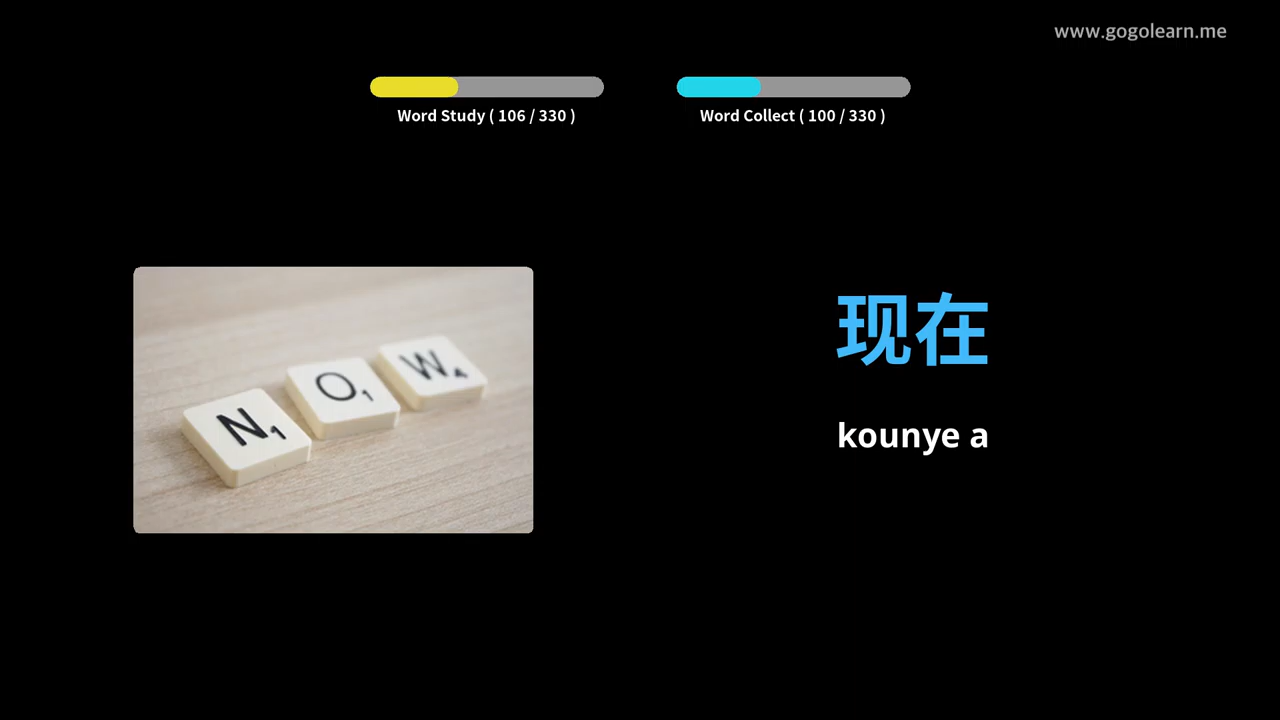 www.gogolearn.me
Word Study ( 106 / 330 )
Word Collect ( 100 / 330 )
N1 O1 W4
现在
kounye a